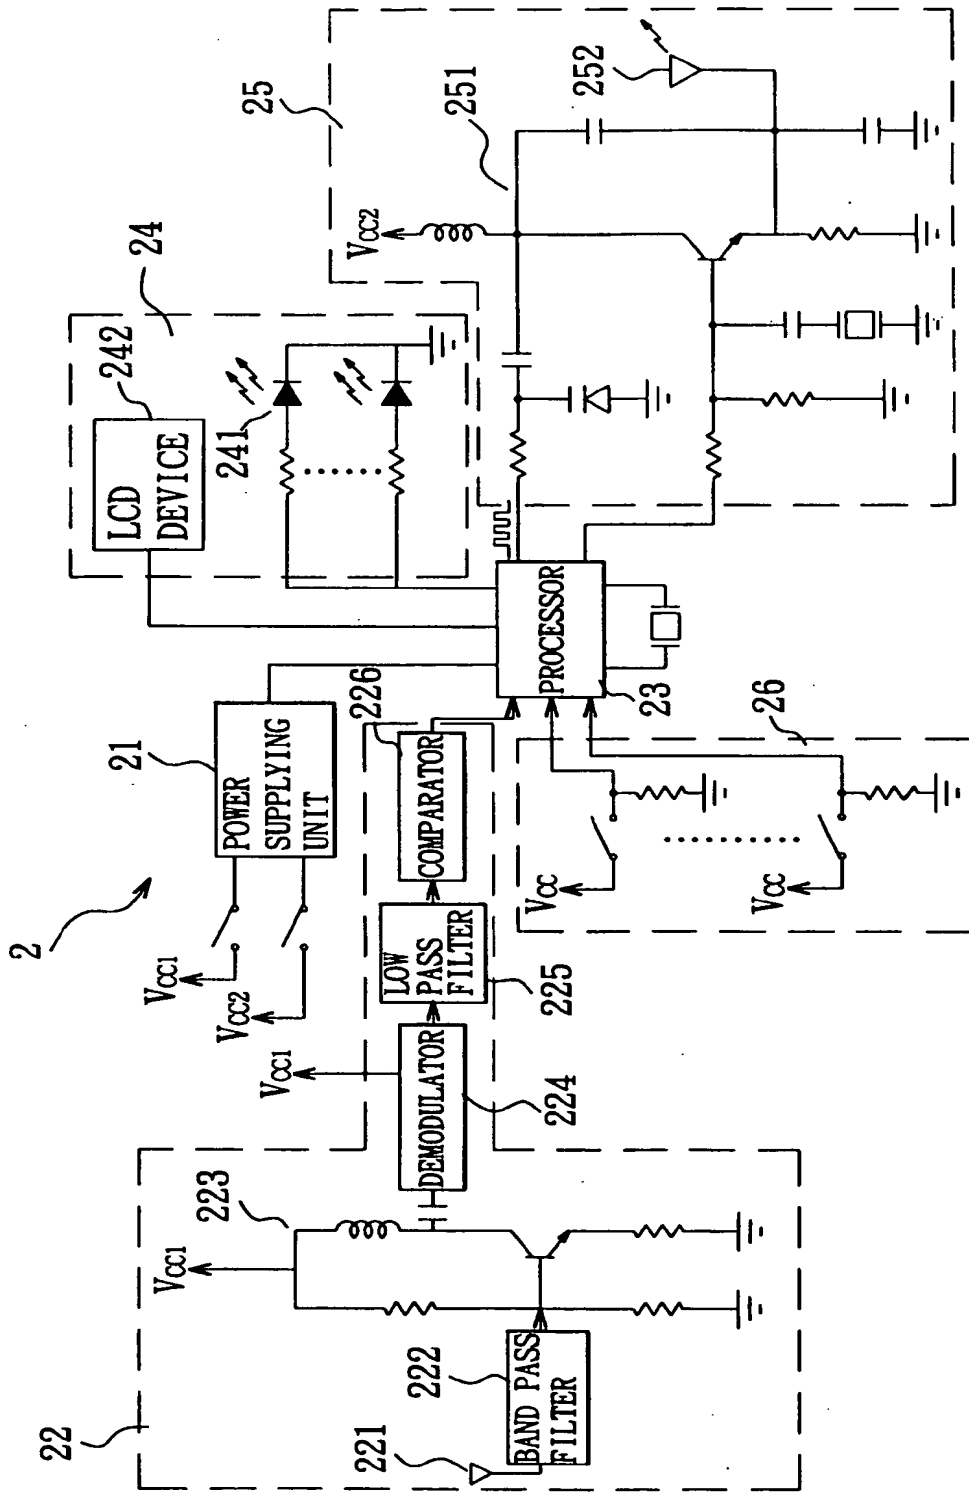 2
22
221
BAND PASS
FILTER
222
VCC1
223
DEMODULATOR
224
VCC1
LOW
PASS
FILTER
225
COMPARATOR
226
VCC1
VCC2
POWER
SUPPLYING
UNIT
21
PROCESSOR
23
VCC
VCC
26
LCD
DEVICE
242
241
24
25
VCC2
251
252